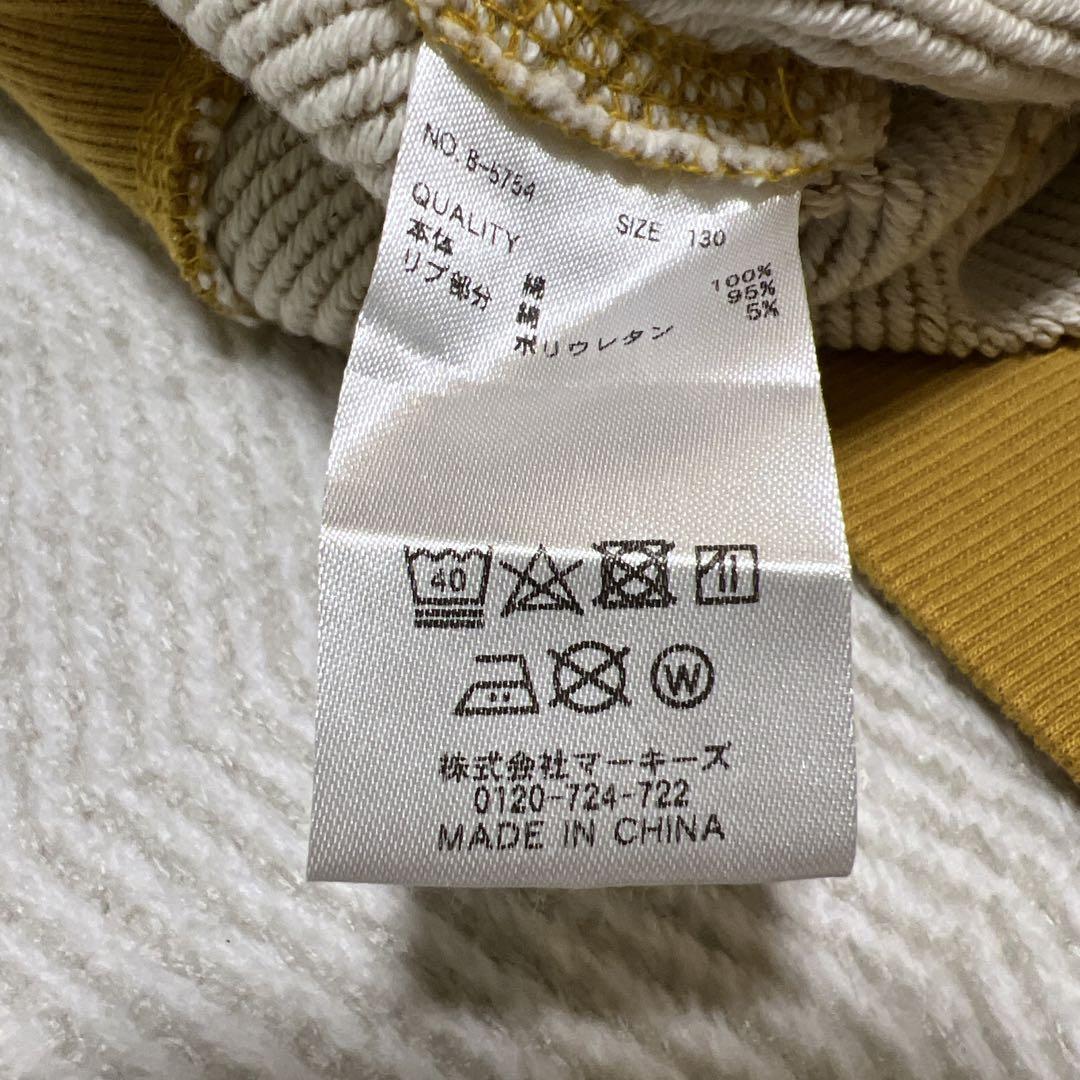 NO. B-5754
QUALITY SIZE 130
本体 綿 100%
リブ部分 綿 95%
ポリウレタン 5%
40
W
株式会社マーキーズ
0120-724-722
MADE IN CHINA